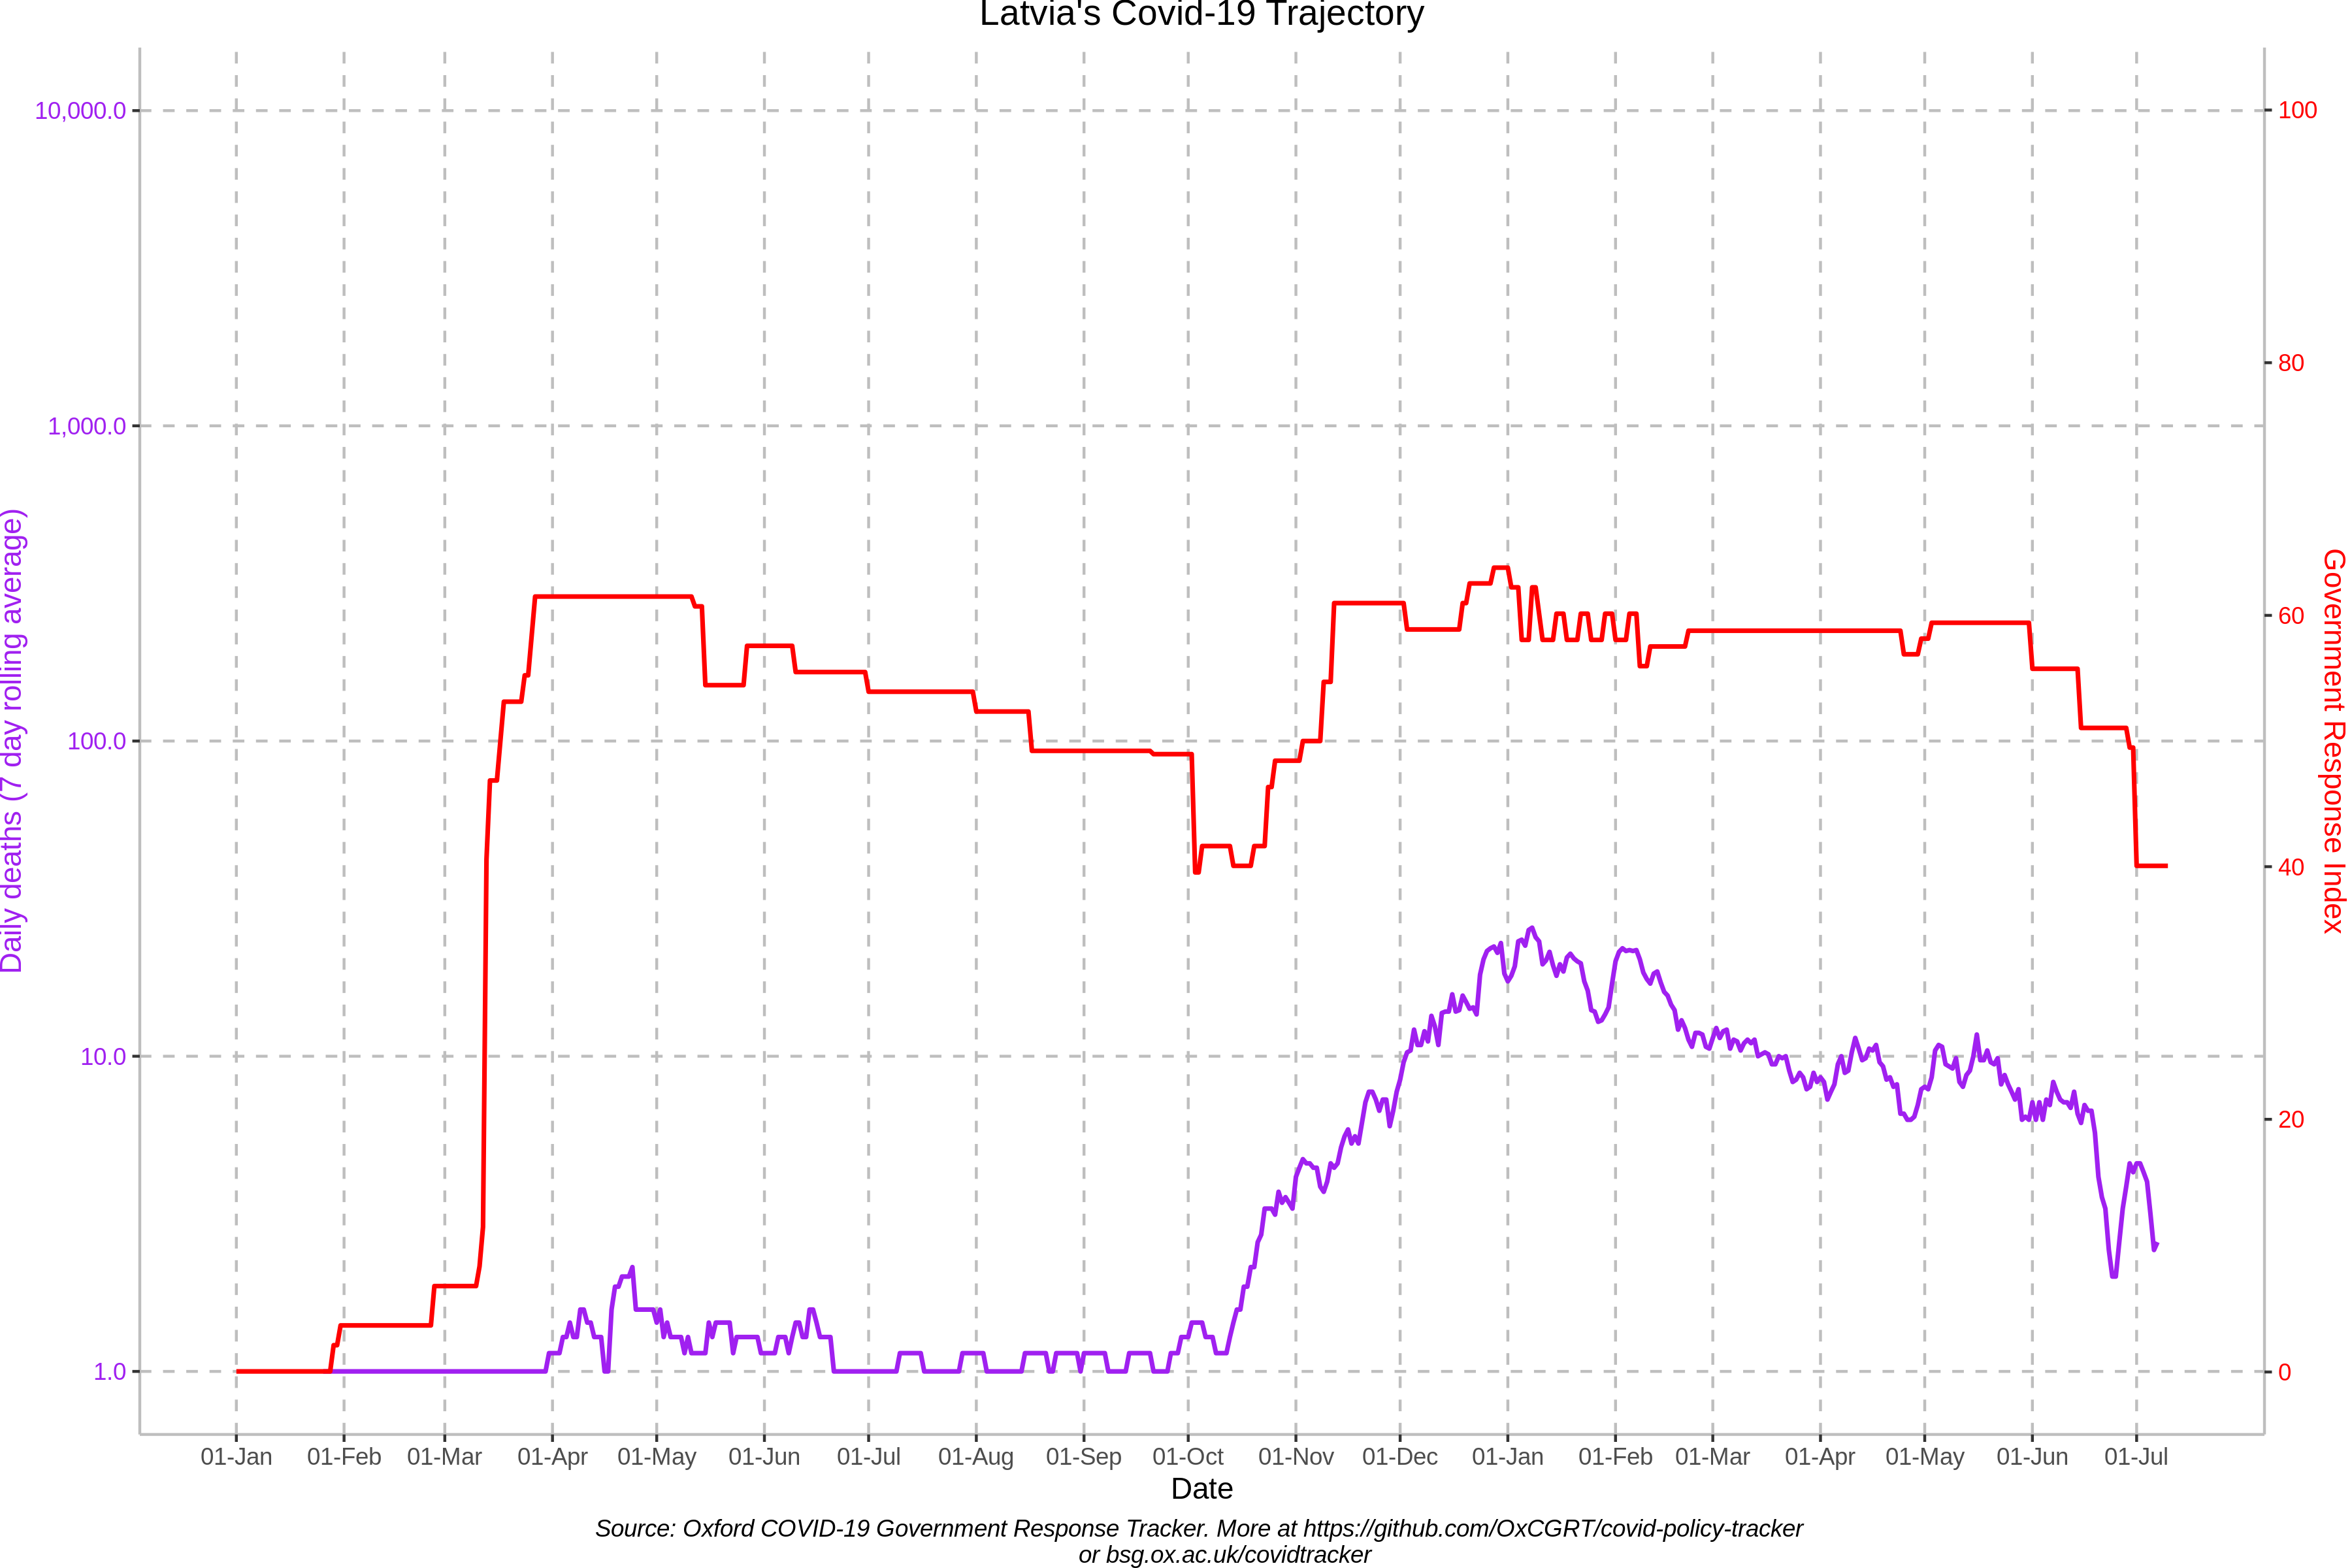 Latvia's Covid-19 Trajectory
10,000.0
1,000.0
100.0
10.0
1.0
Daily deaths (7 day rolling average)
100
80
60
40
20
0
Government Response Index
01-Jan 01-Feb 01-Mar 01-Apr 01-May 01-Jun 01-Jul 01-Aug 01-Sep 01-Oct 01-Nov 01-Dec 01-Jan 01-Feb 01-Mar 01-Apr 01-May 01-Jun 01-Jul
Date
Source: Oxford COVID-19 Government Response Tracker. More at https://github.com/OxCGRT/covid-policy-tracker
or bsg.ox.ac.uk/covidtracker